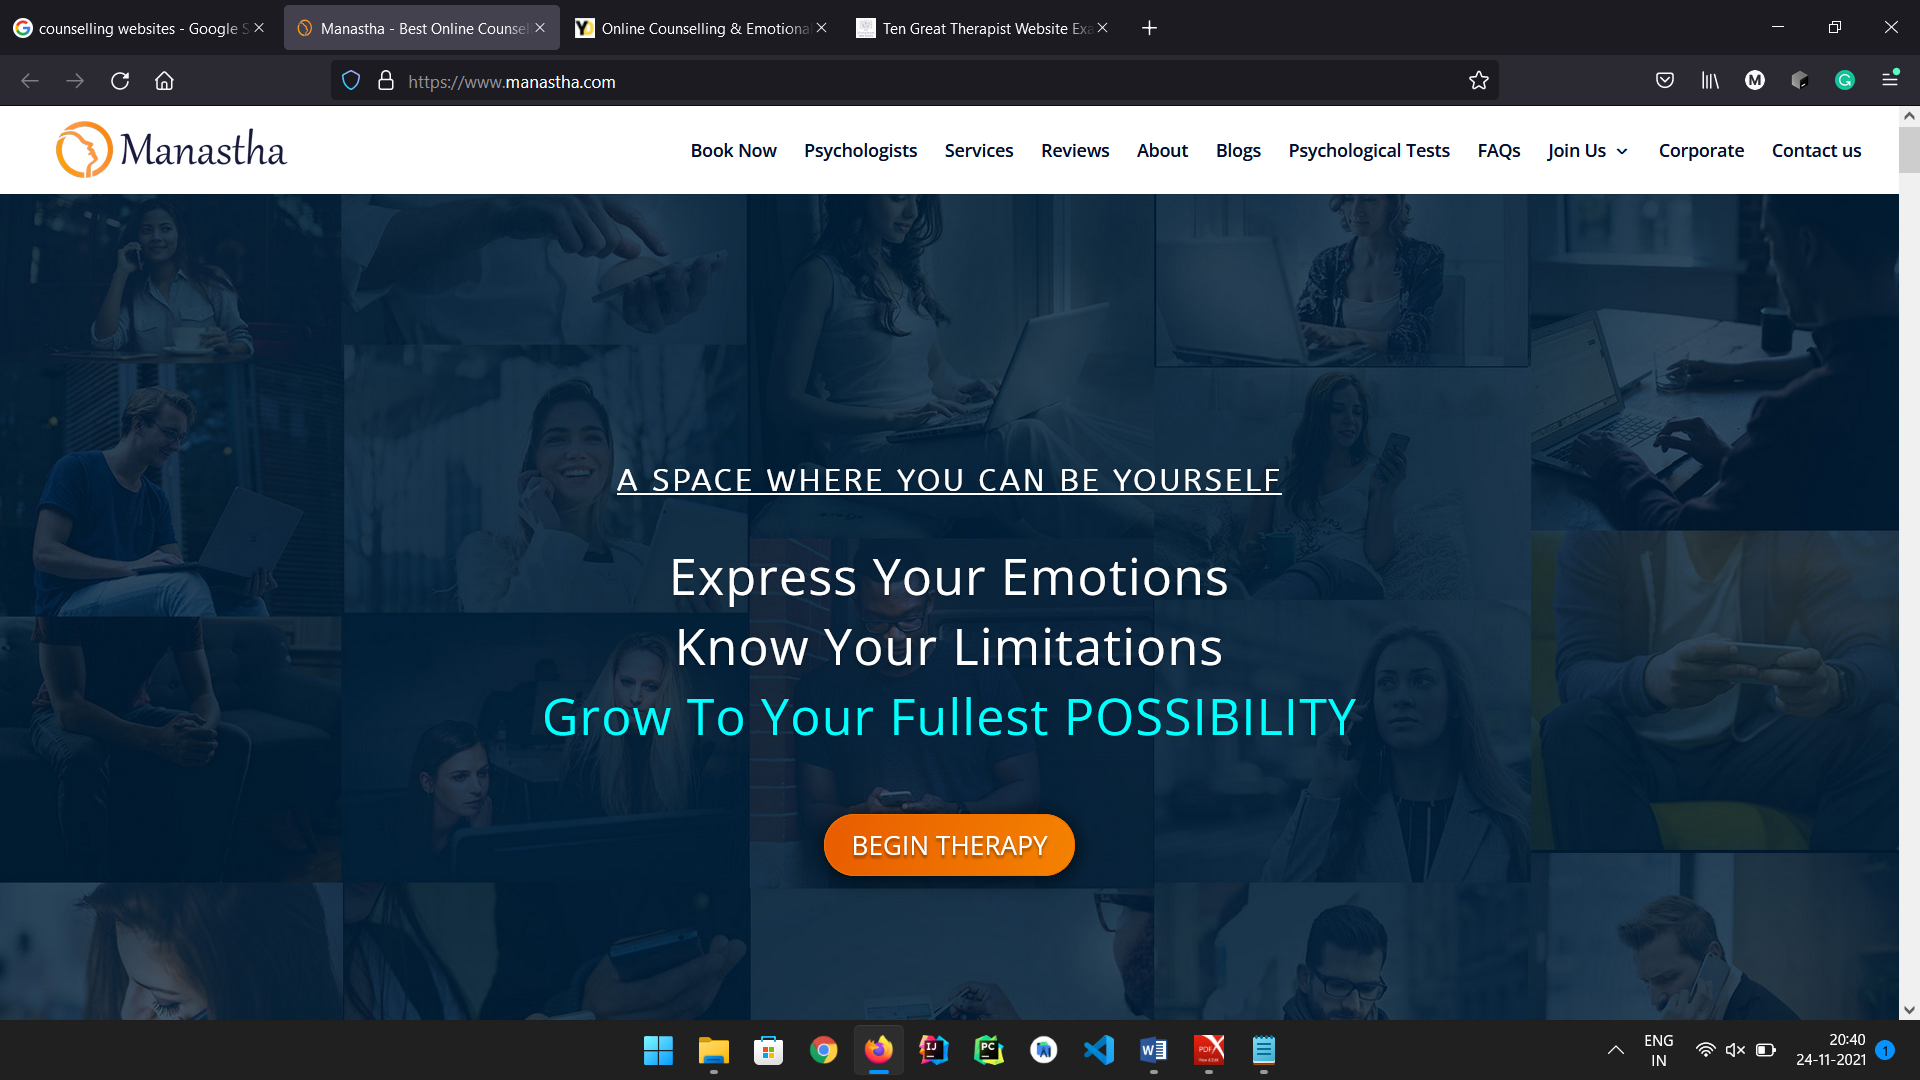 counselling websites - Google S
Manastha - Best Online Counsel
Online Counselling & Emotional
Ten Great Therapist Website Exa
https://www.manastha.com
Manastha
Book Now Psychologists Services Reviews About Blogs Psychological Tests FAQs Join Us Corporate Contact us
A SPACE WHERE YOU CAN BE YOURSELF
Express Your Emotions
Know Your Limitations
Grow To Your Fullest POSSIBILITY
BEGIN THERAPY
ENG
IN
20:40
24-11-2021
1